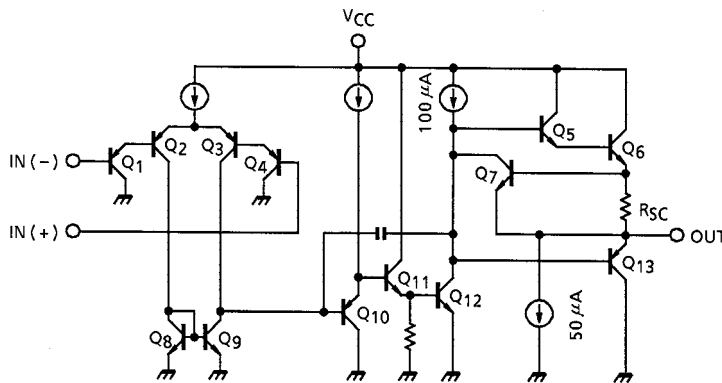 VCC
100 μA
Q5
Q6
Q2
Q3
Q4
IN (−)
Q1
Q7
RSC
IN (+)
OUT
Q11
Q13
Q10
Q12
50 μA
Q8
Q9